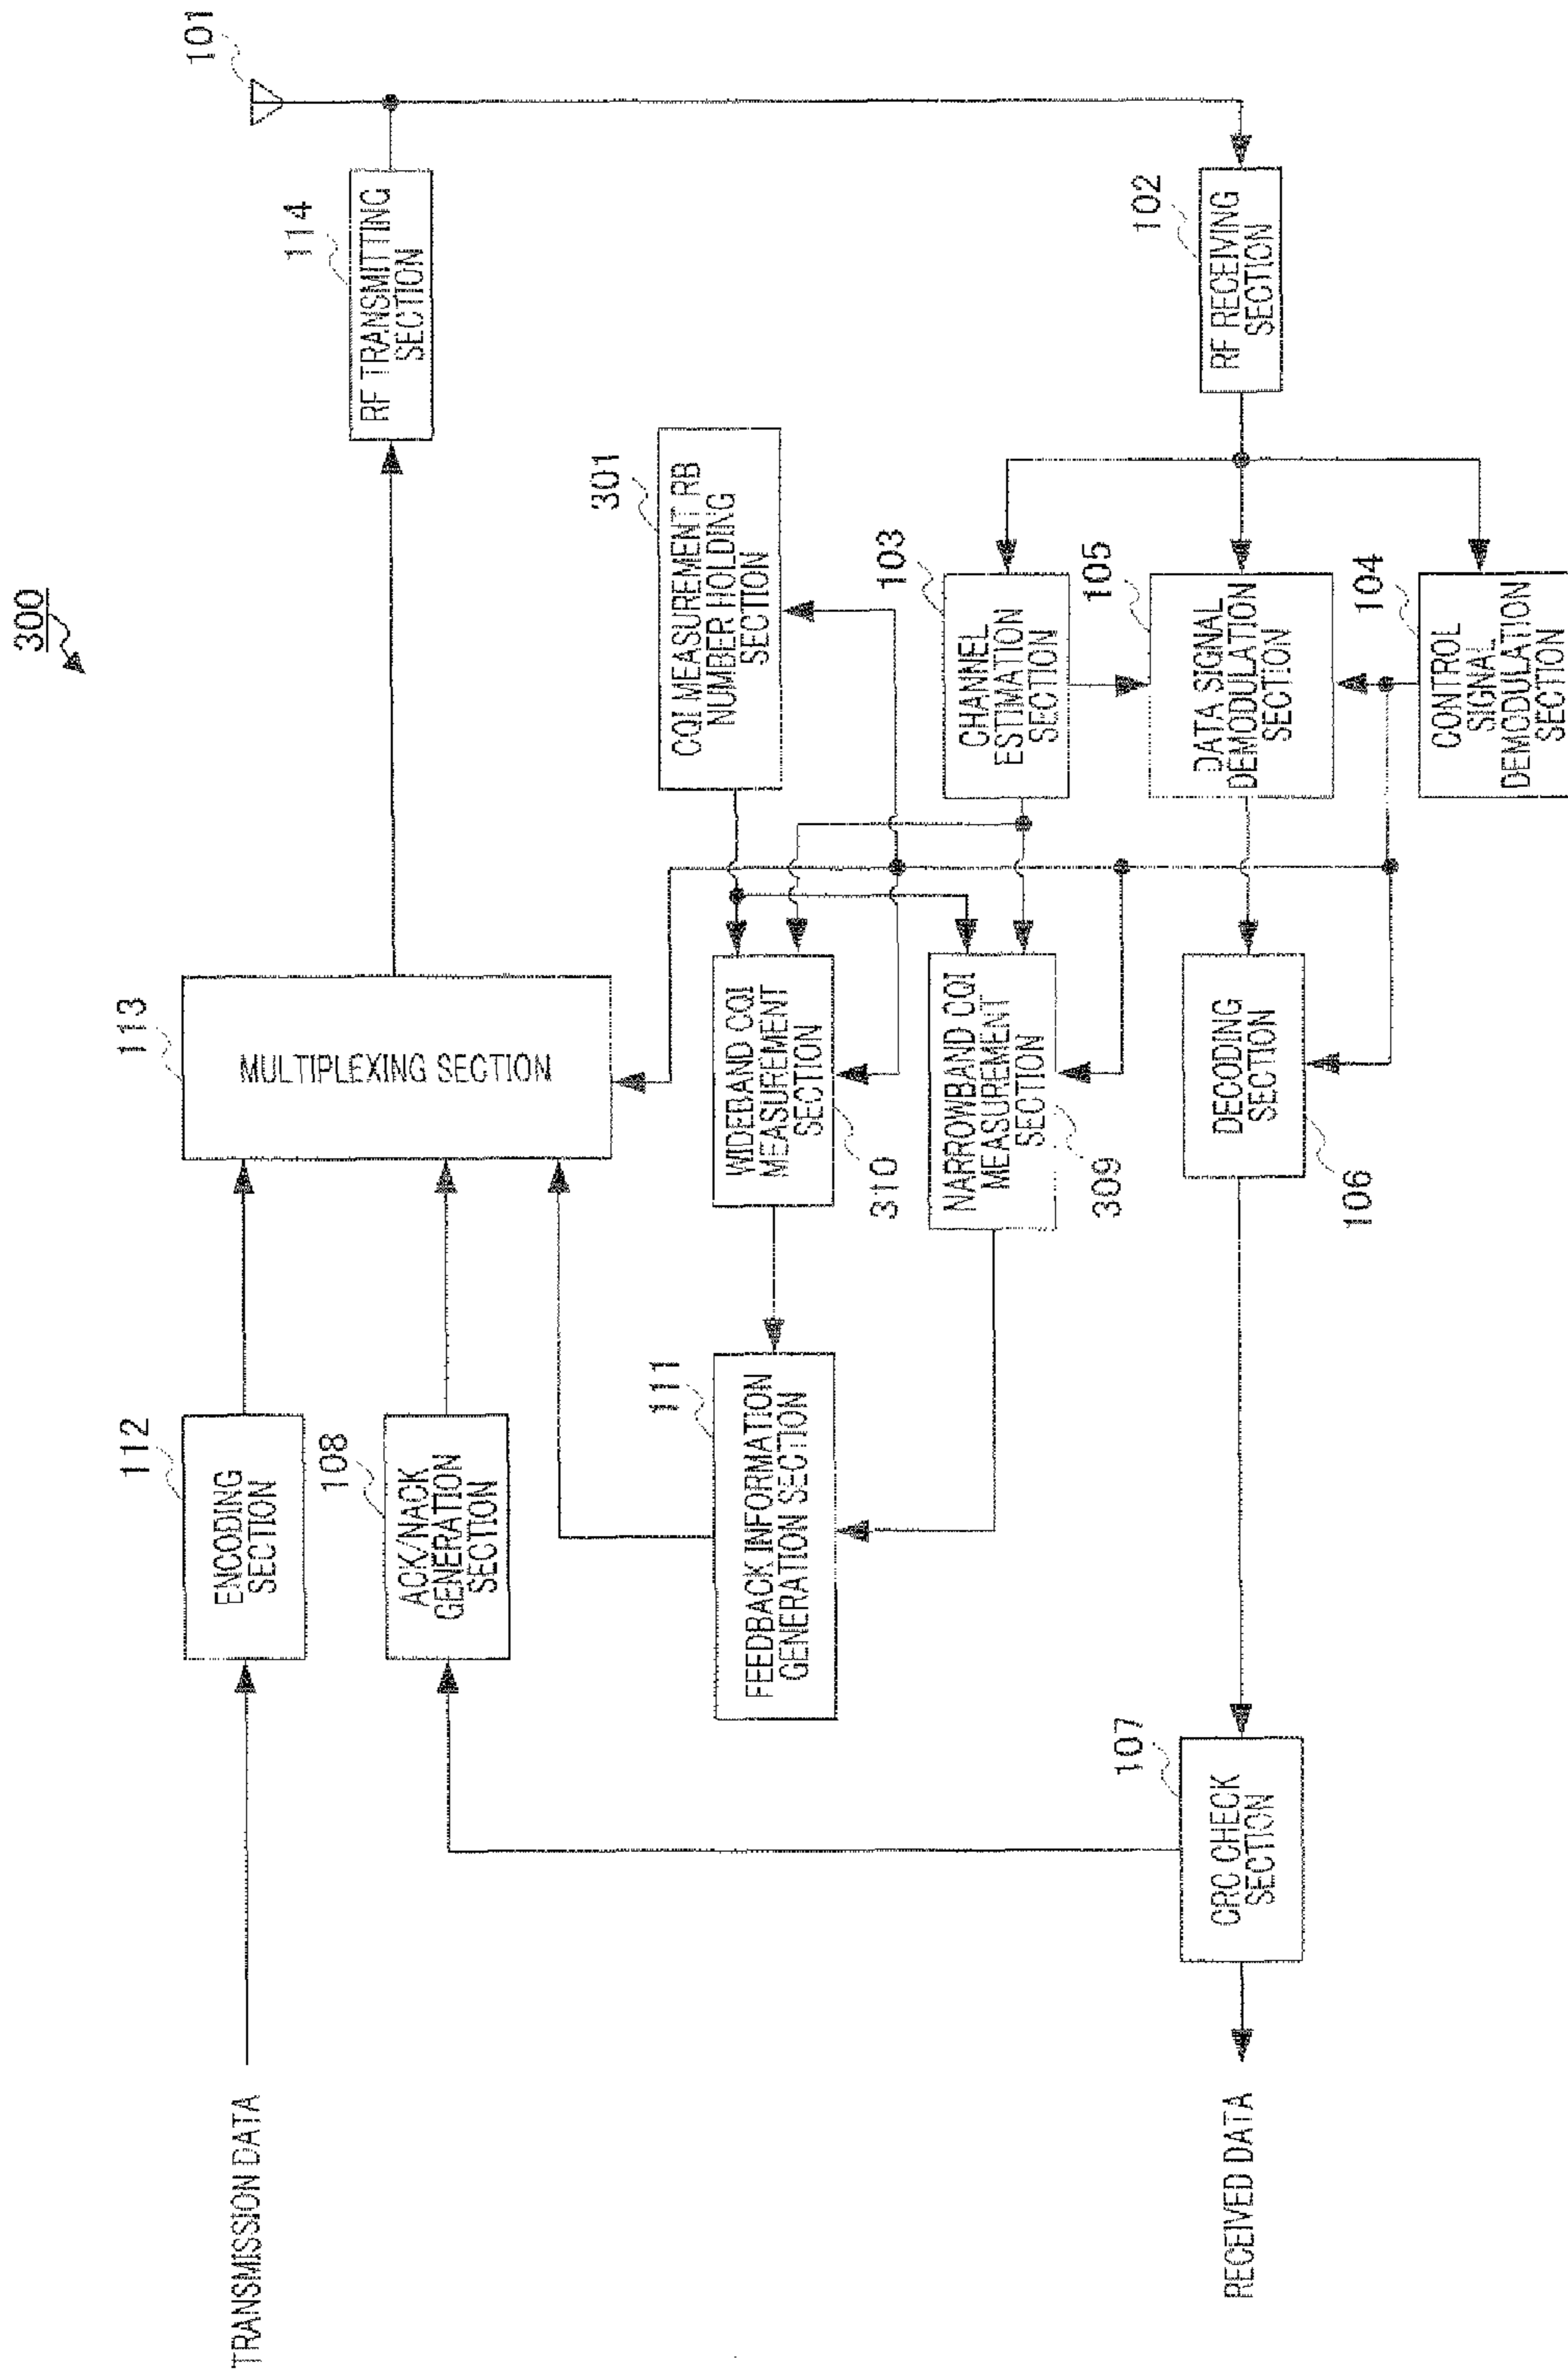 300
101
114
RF TRANSMITTING
SECTION
113
MULTIPLEXING SECTION
112
ENCODING
SECTION
TRANSMISSION DATA
108
ACK/NACK
GENERATION
SECTION
301
CQI MEASUREMENT RB
NUMBER HOLDING
SECTION
WIDEBAND CQI
MEASUREMENT
SECTION
310
111
FEEDBACK INFORMATION
GENERATION SECTION
103
CHANNEL
ESTIMATION
SECTION
NARROWBAND CQI
MEASUREMENT
SECTION
309
102
RF RECEIVING
SECTION
105
DATA SIGNAL
DEMODULATION
SECTION
DECODING
SECTION
106
107
CRC CHECK
SECTION
RECEIVED DATA
104
CONTROL
SIGNAL
DEMODULATION
SECTION